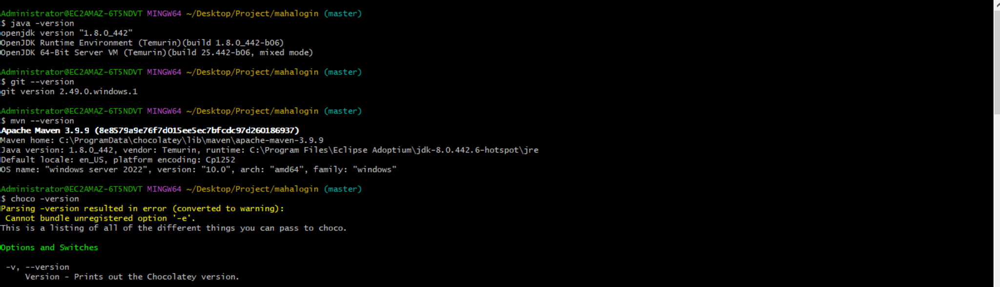 Administrator@EC2AMAZ-6T5NDVT MINGW64 ~/Desktop/Project/mahalogin (master)
$ java -version
openjdk version "1.8.0_442"
OpenJDK Runtime Environment (Temurin)(build 1.8.0_442-b06)
OpenJDK 64-Bit Server VM (Temurin)(build 25.442-b06, mixed mode)
Administrator@EC2AMAZ-6T5NDVT MINGW64 ~/Desktop/Project/mahalogin (master)
$ git --version
git version 2.49.0.windows.1
Administrator@EC2AMAZ-6T5NDVT MINGW64 ~/Desktop/Project/mahalogin (master)
$ mvn --version
Apache Maven 3.9.9 (8e8579a9e76f7d015ee5ec7bfcdc97d260186937)
Maven home: C:\ProgramData\chocolatey\lib\maven\apache-maven-3.9.9
Java version: 1.8.0_442, vendor: Temurin, runtime: C:\Program Files\Eclipse Adoptium\jdk-8.0.442.6-hotspot\jre
Default locale: en_US, platform encoding: Cp1252
OS name: "windows server 2022", version: "10.0", arch: "amd64", family: "windows"
Administrator@EC2AMAZ-6T5NDVT MINGW64 ~/Desktop/Project/mahalogin (master)
$ choco -version
Parsing -version resulted in error (converted to warning):
 Cannot bundle unregistered option '-e'.
This is a listing of all of the different things you can pass to choco.
Options and Switches
 -v, --version
     Version - Prints out the Chocolatey version.